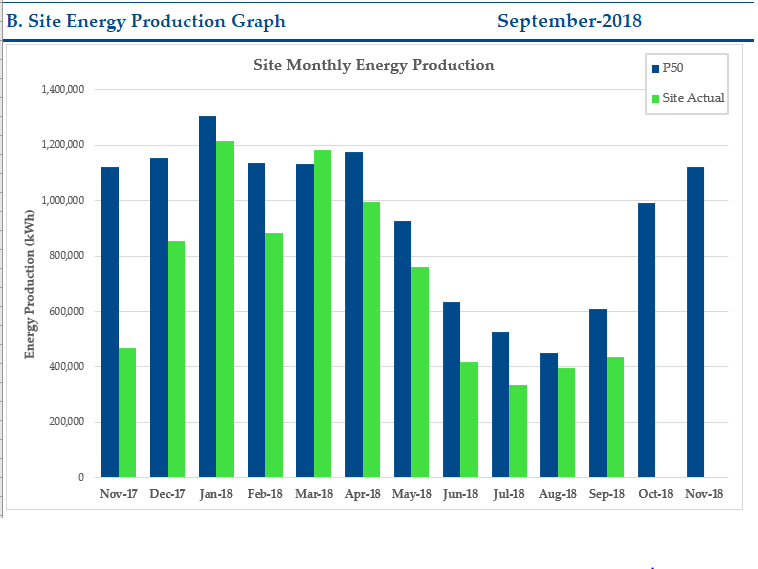 B. Site Energy Production Graph September-2018
Site Monthly Energy Production
P50
Site Actual
1,400,000
1,200,000
1,000,000
800,000
600,000
400,000
200,000
0
Energy Production (kWh)
Nov-17 Dec-17 Jan-18 Feb-18 Mar-18 Apr-18 May-18 Jun-18 Jul-18 Aug-18 Sep-18 Oct-18 Nov-18